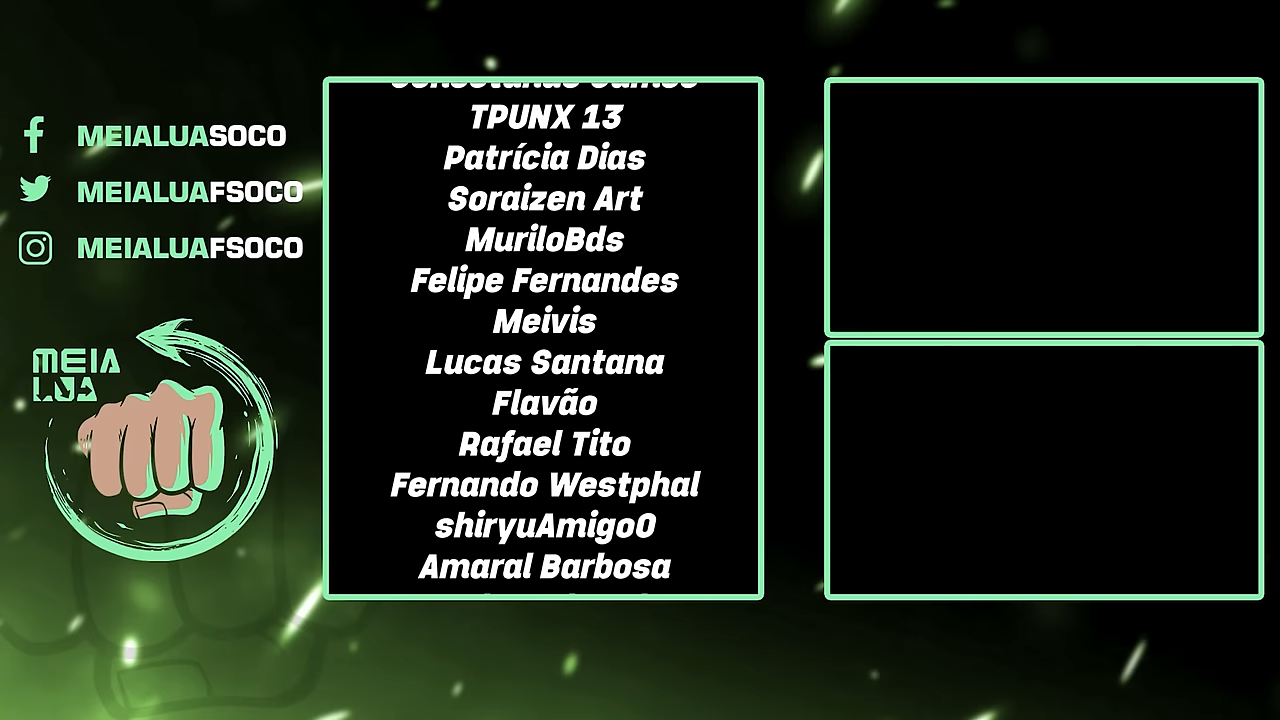 MEIALUASOCO
MEIALUAFSOCO
MEIALUAFSOCO
MEIA
LUA
TPUNX 13
Patrícia Dias
Soraizen Art
MuriloBds
Felipe Fernandes
Meivis
Lucas Santana
Flavão
Rafael Tito
Fernando Westphal
shiryuAmigo0
Amaral Barbosa